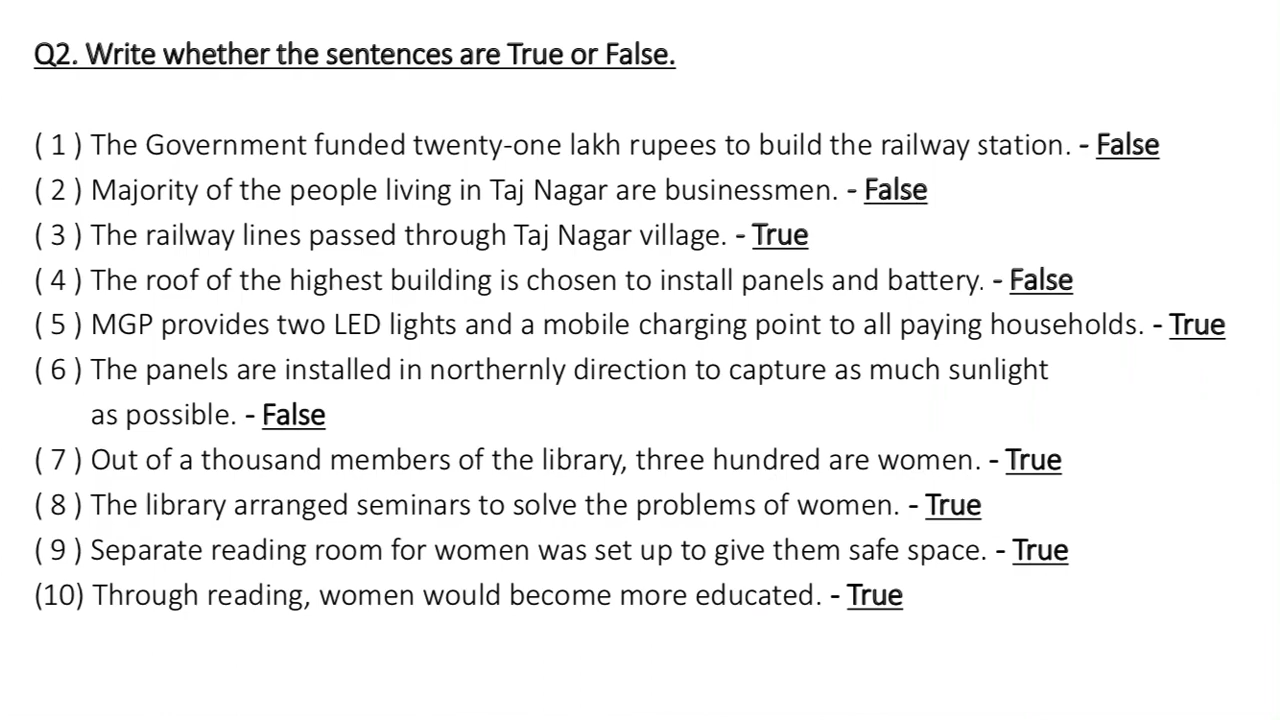 Q2. Write whether the sentences are True or False.
( 1 ) The Government funded twenty-one lakh rupees to build the railway station. - False
( 2 ) Majority of the people living in Taj Nagar are businessmen. - False
( 3 ) The railway lines passed through Taj Nagar village. - True
( 4 ) The roof of the highest building is chosen to install panels and battery. - False
( 5 ) MGP provides two LED lights and a mobile charging point to all paying households. - True
( 6 ) The panels are installed in northernly direction to capture as much sunlight
as possible. - False
( 7 ) Out of a thousand members of the library, three hundred are women. - True
( 8 ) The library arranged seminars to solve the problems of women. - True
( 9 ) Separate reading room for women was set up to give them safe space. - True
(10) Through reading, women would become more educated. - True